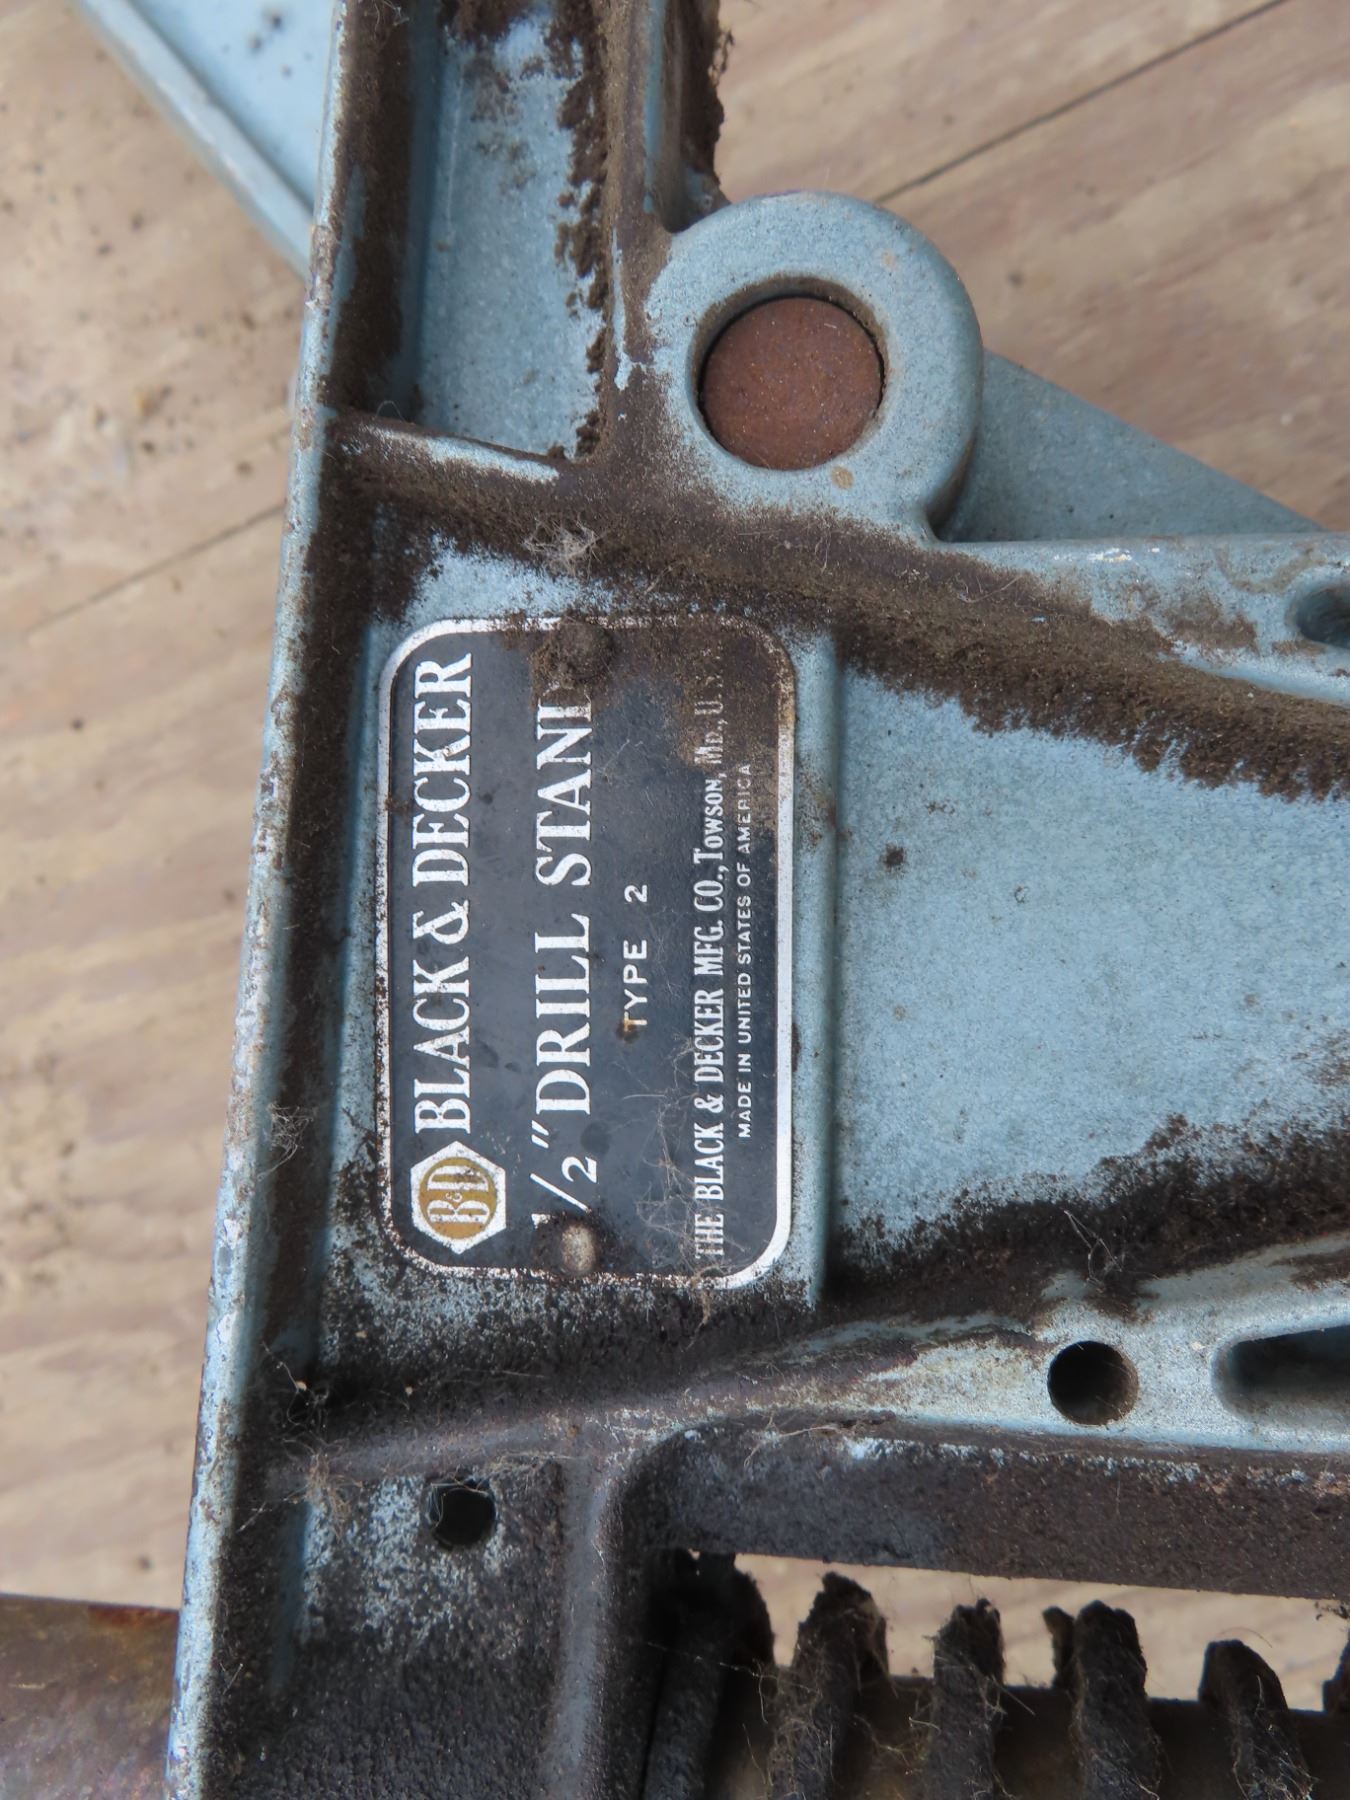 B&D BLACK & DECKER
1/2" DRILL STAND
TYPE 2
THE BLACK & DECKER MFG. CO., TOWSON, MD., U.S.A.
MADE IN UNITED STATES OF AMERICA